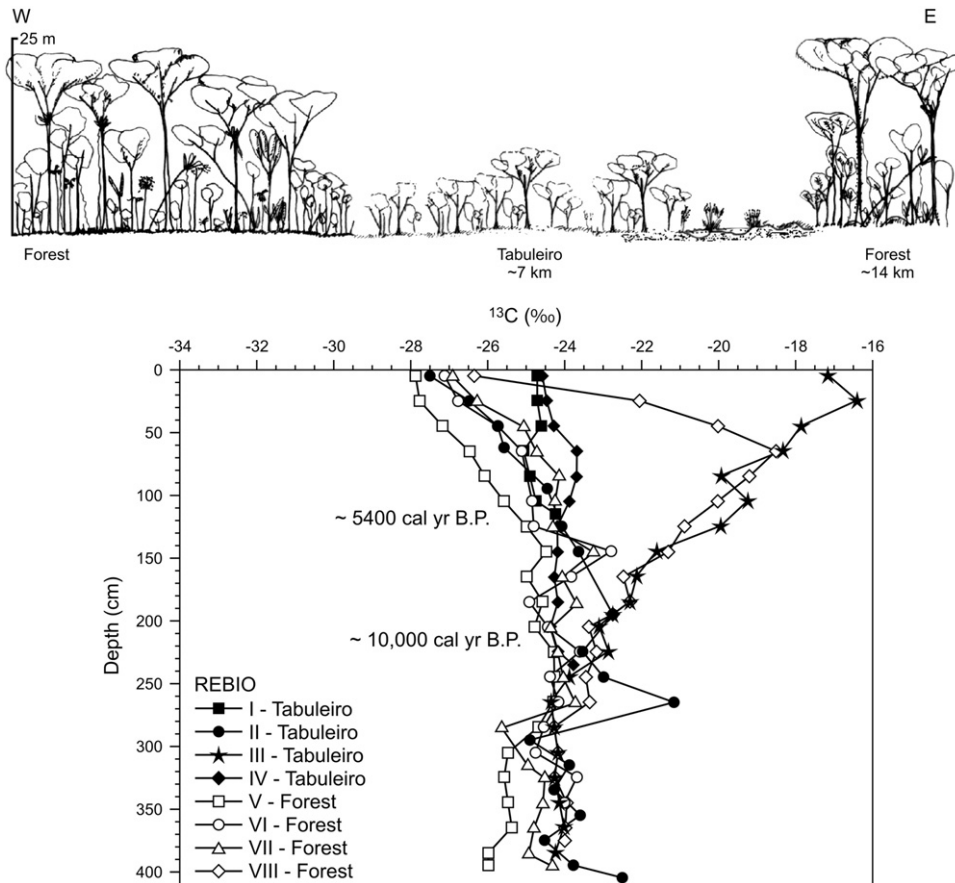 W E
25 m
Forest Tabuleiro Forest
~7 km ~14 km
¹³C (‰)
-34 -32 -30 -28 -26 -24 -22 -20 -18 -16
0
50
100
~ 5400 cal yr B.P.
150
200
~ 10,000 cal yr B.P.
Depth (cm)
250
REBIO
I - Tabuleiro
II - Tabuleiro
300
III - Tabuleiro
IV - Tabuleiro
V - Forest
350
VI - Forest
VII - Forest
VIII - Forest
400